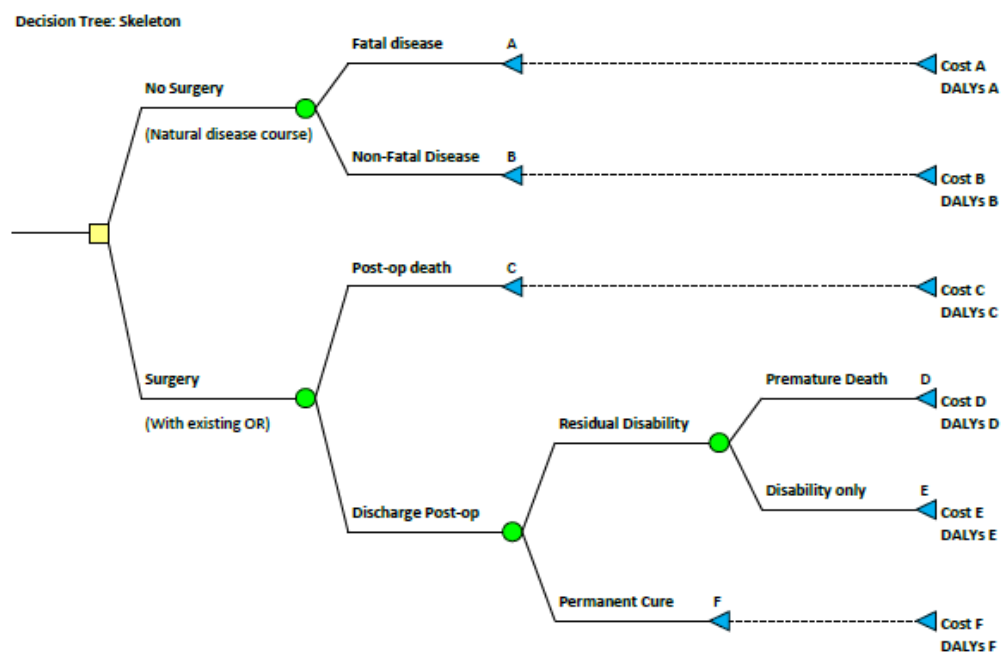 Decision Tree: Skeleton
Fatal disease
A
Cost A
DALYs A
No Surgery
(Natural disease course)
Non-Fatal Disease
B
Cost B
DALYs B
Post-op death
C
Cost C
DALYs C
Surgery
(With existing OR)
Premature Death
D
Cost D
DALYs D
Residual Disability
Disability only
E
Cost E
DALYs E
Discharge Post-op
Permanent Cure
F
Cost F
DALYs F